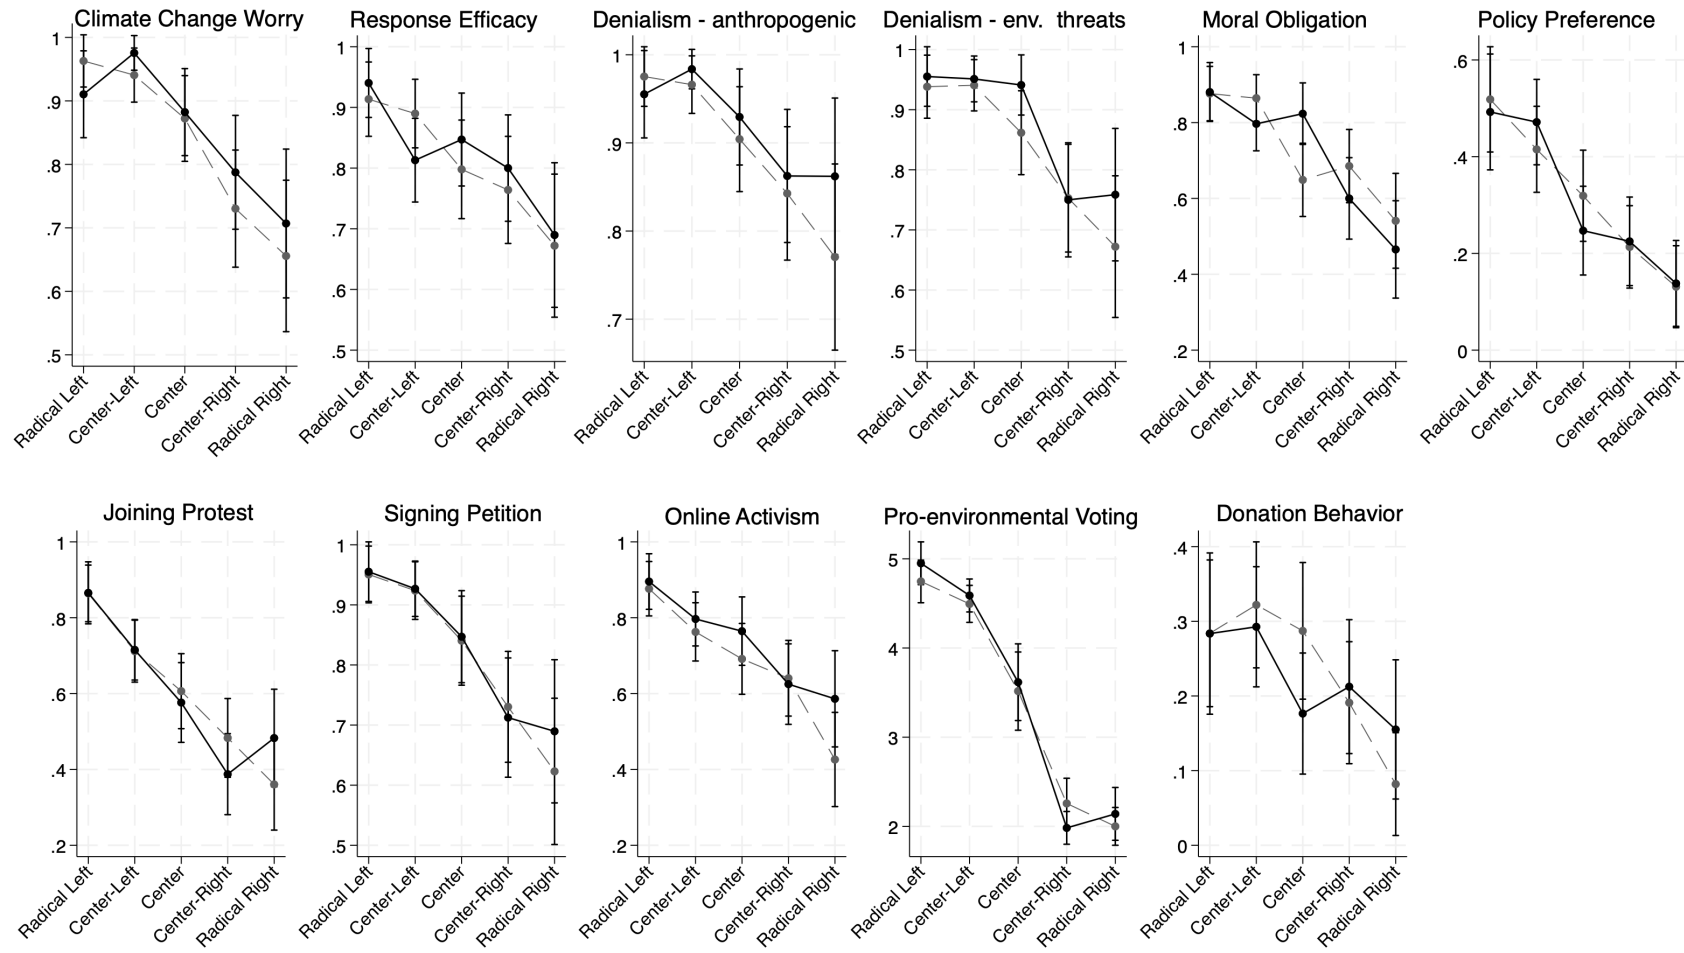 Climate Change Worry
1
.9
.8
.7
.6
.5
Radical Left
Center-Left
Center
Center-Right
Radical Right
Response Efficacy
1
.9
.8
.7
.6
.5
Radical Left
Center-Left
Center
Center-Right
Radical Right
Denialism - anthropogenic
1
.9
.8
.7
Radical Left
Center-Left
Center
Center-Right
Radical Right
Denialism - env. threats
1
.9
.8
.7
.6
.5
Radical Left
Center-Left
Center
Center-Right
Radical Right
Moral Obligation
1
.8
.6
.4
.2
Radical Left
Center-Left
Center
Center-Right
Radical Right
Policy Preference
.6
.4
.2
0
Radical Left
Center-Left
Center
Center-Right
Radical Right
Joining Protest
1
.8
.6
.4
.2
Radical Left
Center-Left
Center
Center-Right
Radical Right
Signing Petition
1
.9
.8
.7
.6
.5
Radical Left
Center-Left
Center
Center-Right
Radical Right
Online Activism
1
.8
.6
.4
.2
Radical Left
Center-Left
Center
Center-Right
Radical Right
Pro-environmental Voting
5
4
3
2
Radical Left
Center-Left
Center
Center-Right
Radical Right
Donation Behavior
.4
.3
.2
.1
0
Radical Left
Center-Left
Center
Center-Right
Radical Right